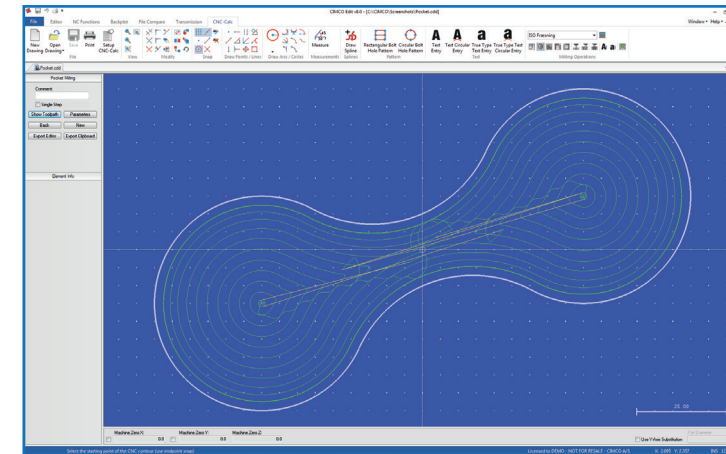 CIMCO Edit v8.0 - [C:\CIMCO\Screenshots\Pocket.cdd]
File Editor NC Functions Backplot File Compare Transmission CNC-Calc
Window Help
New Drawing
Open Drawing
Save
Print
Setup CNC-Calc
Measure
Draw Spline
Rectangular Bolt Hole Pattern
Circular Bolt Hole Pattern
Text Entry
Text Circular Entry
True Type Text Entry
True Type Text Circular Entry
ISO Fræsning
File View Modify Snap Draw Points / Lines Draw Arcs / Circles Measurements Splines Pattern Text Milling Operations
Pocket.cdd
Pocket Milling
Comment:
Single Step
Show Toolpath Parameters
Back New
Export Editor Export Clipboard
Element Info
25.00
Machine Zero X: Machine Zero Y: Machine Zero Z:
0.0 0.0 0.0
Use Y-Axis Substitution
Select the starting point of the CNC contour (use endpoint snap)
Licensed to DEMO - NOT FOR RESALE - CIMCO A/S
INS